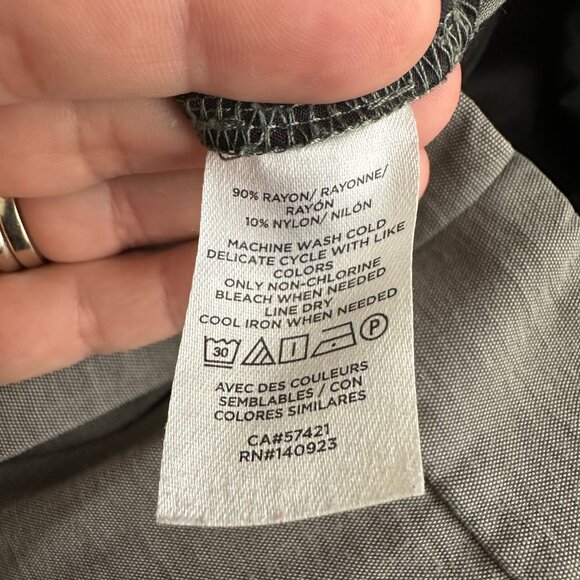 90% RAYON/ RAYONNE/
RAYÓN
10% NYLON/ NILÓN
MACHINE WASH COLD
DELICATE CYCLE WITH LIKE
COLORS
ONLY NON-CHLORINE
BLEACH WHEN NEEDED
LINE DRY
COOL IRON WHEN NEEDED
30 P
AVEC DES COULEURS
SEMBLABLES / CON
COLORES SIMILARES
CA#57421
RN#140923